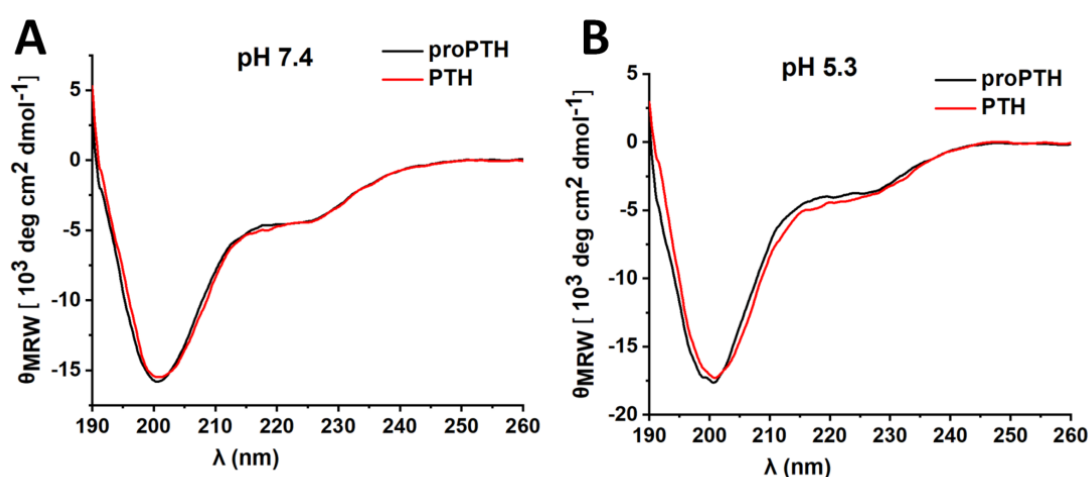 A
pH 7.4
proPTH
PTH
θMRW [ 10³ deg cm² dmol⁻¹]
5
0
-5
-10
-15
190 200 210 220 230 240 250 260
λ (nm)
B
pH 5.3
proPTH
PTH
θMRW [ 10³ deg cm² dmol⁻¹]
5
0
-5
-10
-15
-20
190 200 210 220 230 240 250 260
λ (nm)